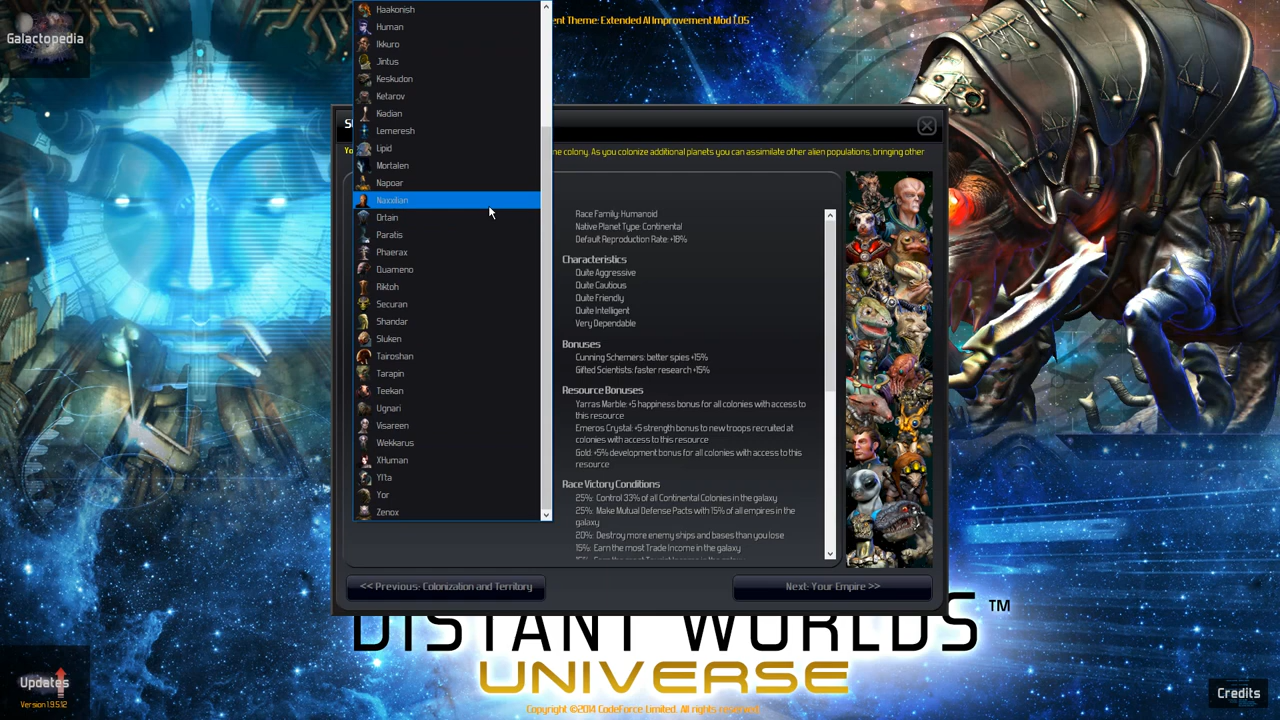 Galactopedia
ent Theme: Extended AI Improvement Mod 1.05
Haakonish
Human
Ikkuro
Jintus
Keskudon
Ketarov
Kiadian
Lemeresh
Lipid
Mortalen
Napoar
Naxxilian
Ortain
Paratis
Phaerax
Quameno
Riktoh
Securan
Shandar
Sluken
Tairoshan
Tarapin
Teekan
Ugnari
Visareen
Wekkarus
XHuman
Yl'ta
Yor
Zenox
Yo
ne colony. As you colonize additional planets you can assimilate other alien populations, bringing other
Race Family: Humanoid
Native Planet Type: Continental
Default Reproduction Rate: +18%
Characteristics
Quite Aggressive
Quite Cautious
Quite Friendly
Quite Intelligent
Very Dependable
Bonuses
Cunning Schemers: better spies +15%
Gifted Scientists: faster research +15%
Resource Bonuses
Yarras Marble: +5 happiness bonus for all colonies with access to
this resource
Emeros Crystal: +5 strength bonus to new troops recruited at
colonies with access to this resource
Gold: +5% development bonus for all colonies with access to this
resource
Race Victory Conditions
25%: Control 33% of all Continental Colonies in the galaxy
25%: Make Mutual Defense Pacts with 15% of all empires in the
galaxy
20%: Destroy more enemy ships and bases than you lose
15%: Earn the most Trade Income in the galaxy
<< Previous: Colonization and Territory
Next: Your Empire >>
DISTANT WORLDS™
UNIVERSE
Updates
Version 1.9.5.12
Copyright ©2014 CodeForce Limited. All rights reserved.
Credits